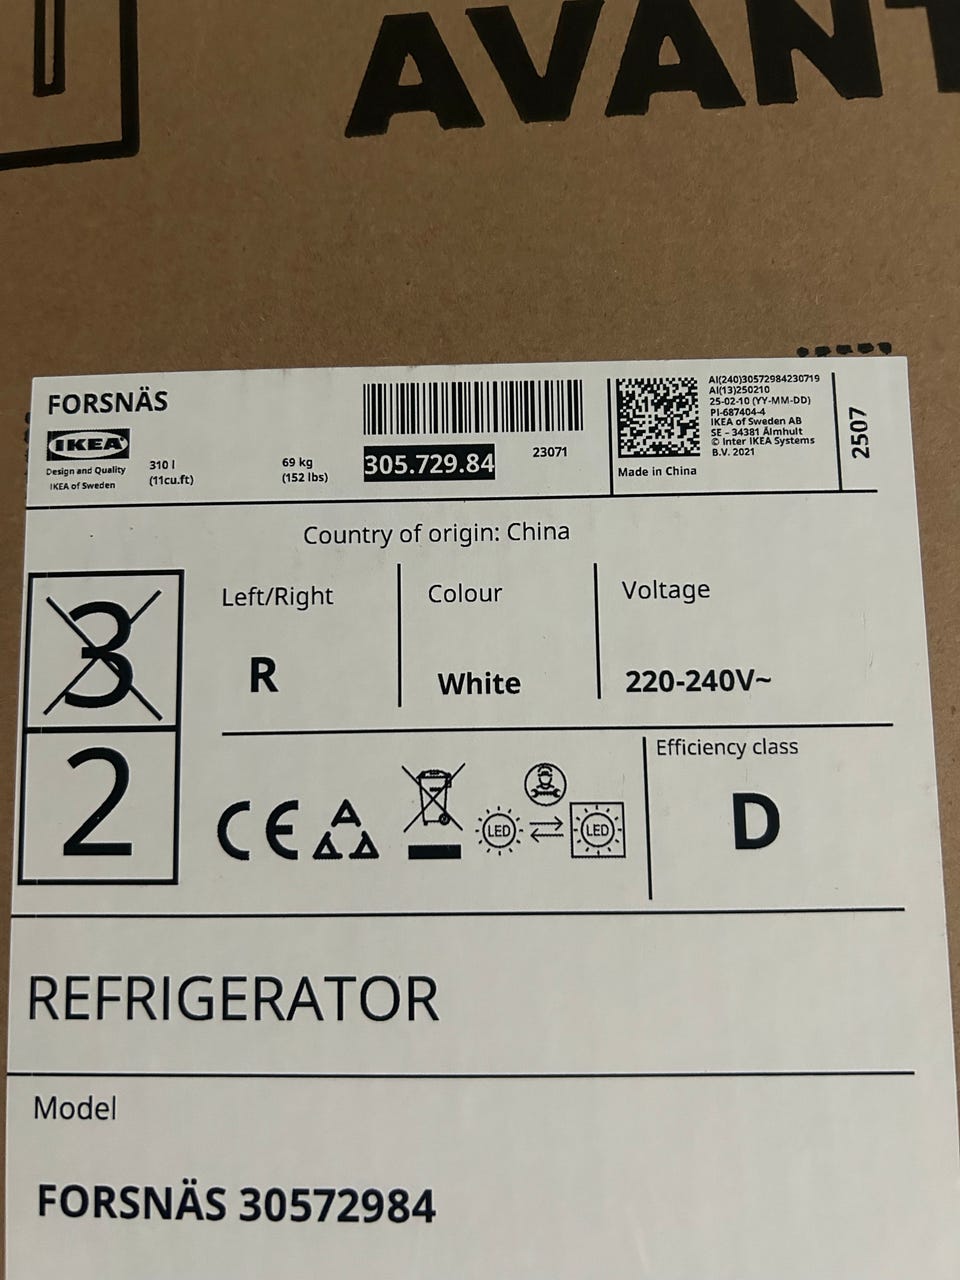 AVANT
FORSNÄS
IKEA
Design and Quality
IKEA of Sweden
310 l
(11cu.ft)
69 kg
(152 lbs)
305.729.84
23071
AI(240)30572984230719
AI(13)250210
25-02-10 (YY-MM-DD)
PI-687404-4
IKEA of Sweden AB
SE - 34381 Älmhult
© Inter IKEA Systems
B.V. 2021
Made in China
2507
Country of origin: China
3
2
Left/Right
R
Colour
White
Voltage
220-240V~
CE
LED
LED
Efficiency class
D
REFRIGERATOR
Model
FORSNÄS 30572984